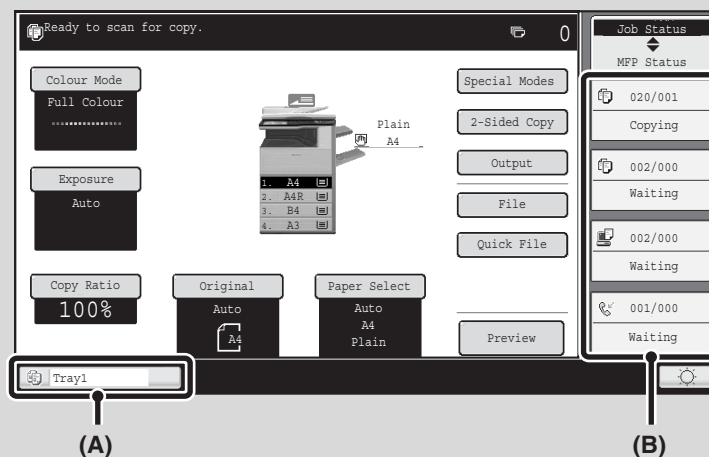 Ready to scan for copy.
0
Job Status
MFP Status
Colour Mode
Full Colour
Special Modes
2-Sided Copy
Output
File
Quick File
Plain
A4
Exposure
Auto
1. A4
2. A4R
3. B4
4. A3
Copy Ratio
100%
Original
Auto
A4
Paper Select
Auto
A4
Plain
Preview
020/001
Copying
002/000
Waiting
002/000
Waiting
001/000
Waiting
Tray1
(A)
(B)